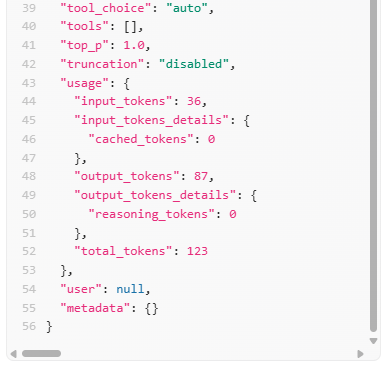 39 "tool_choice": "auto",
40 "tools": [],
41 "top_p": 1.0,
42 "truncation": "disabled",
43 "usage": {
44 "input_tokens": 36,
45 "input_tokens_details": {
46 "cached_tokens": 0
47 },
48 "output_tokens": 87,
49 "output_tokens_details": {
50 "reasoning_tokens": 0
51 },
52 "total_tokens": 123
53 },
54 "user": null,
55 "metadata": {}
56 }